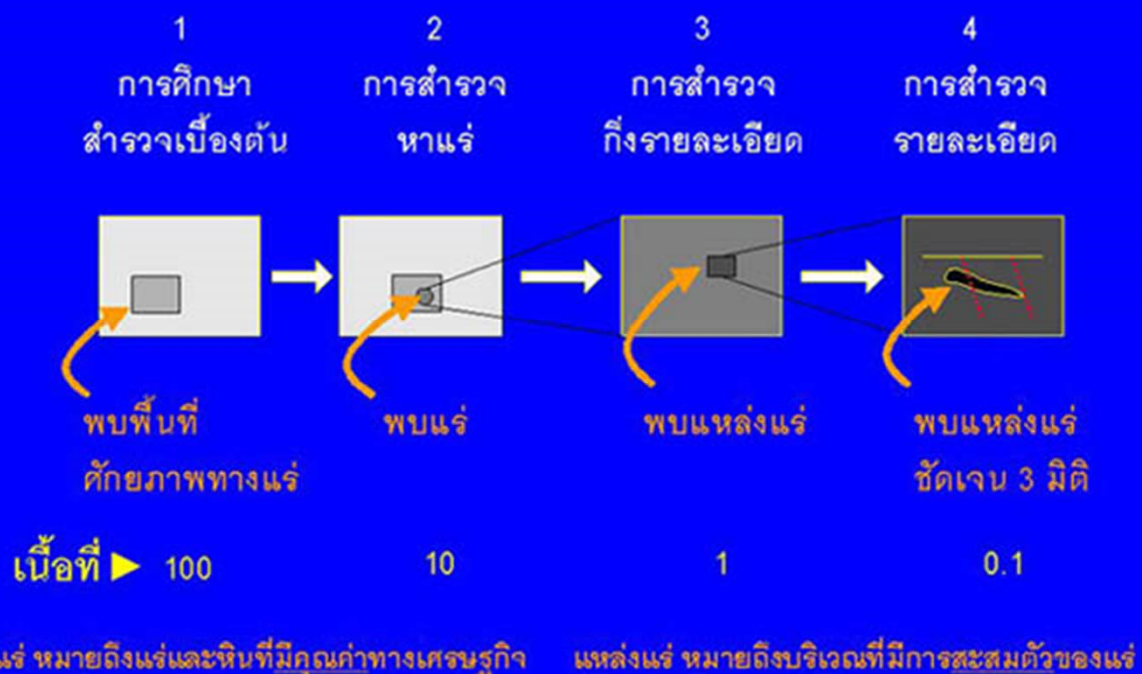 1
การศึกษา
สำรวจเบื้องต้น
2
การสำรวจ
หาแร่
3
การสำรวจ
กึ่งรายละเอียด
4
การสำรวจ
รายละเอียด
พบพื้นที่
ศักยภาพทางแร่
พบแร่
พบแหล่งแร่
พบแหล่งแร่
ชัดเจน 3 มิติ
เนื้อที่ ► 100 10 1 0.1
แร่ หมายถึงแร่และหินที่มีคุณค่าทางเศรษฐกิจ
แหล่งแร่ หมายถึงบริเวณที่มีการสะสมตัวของแร่